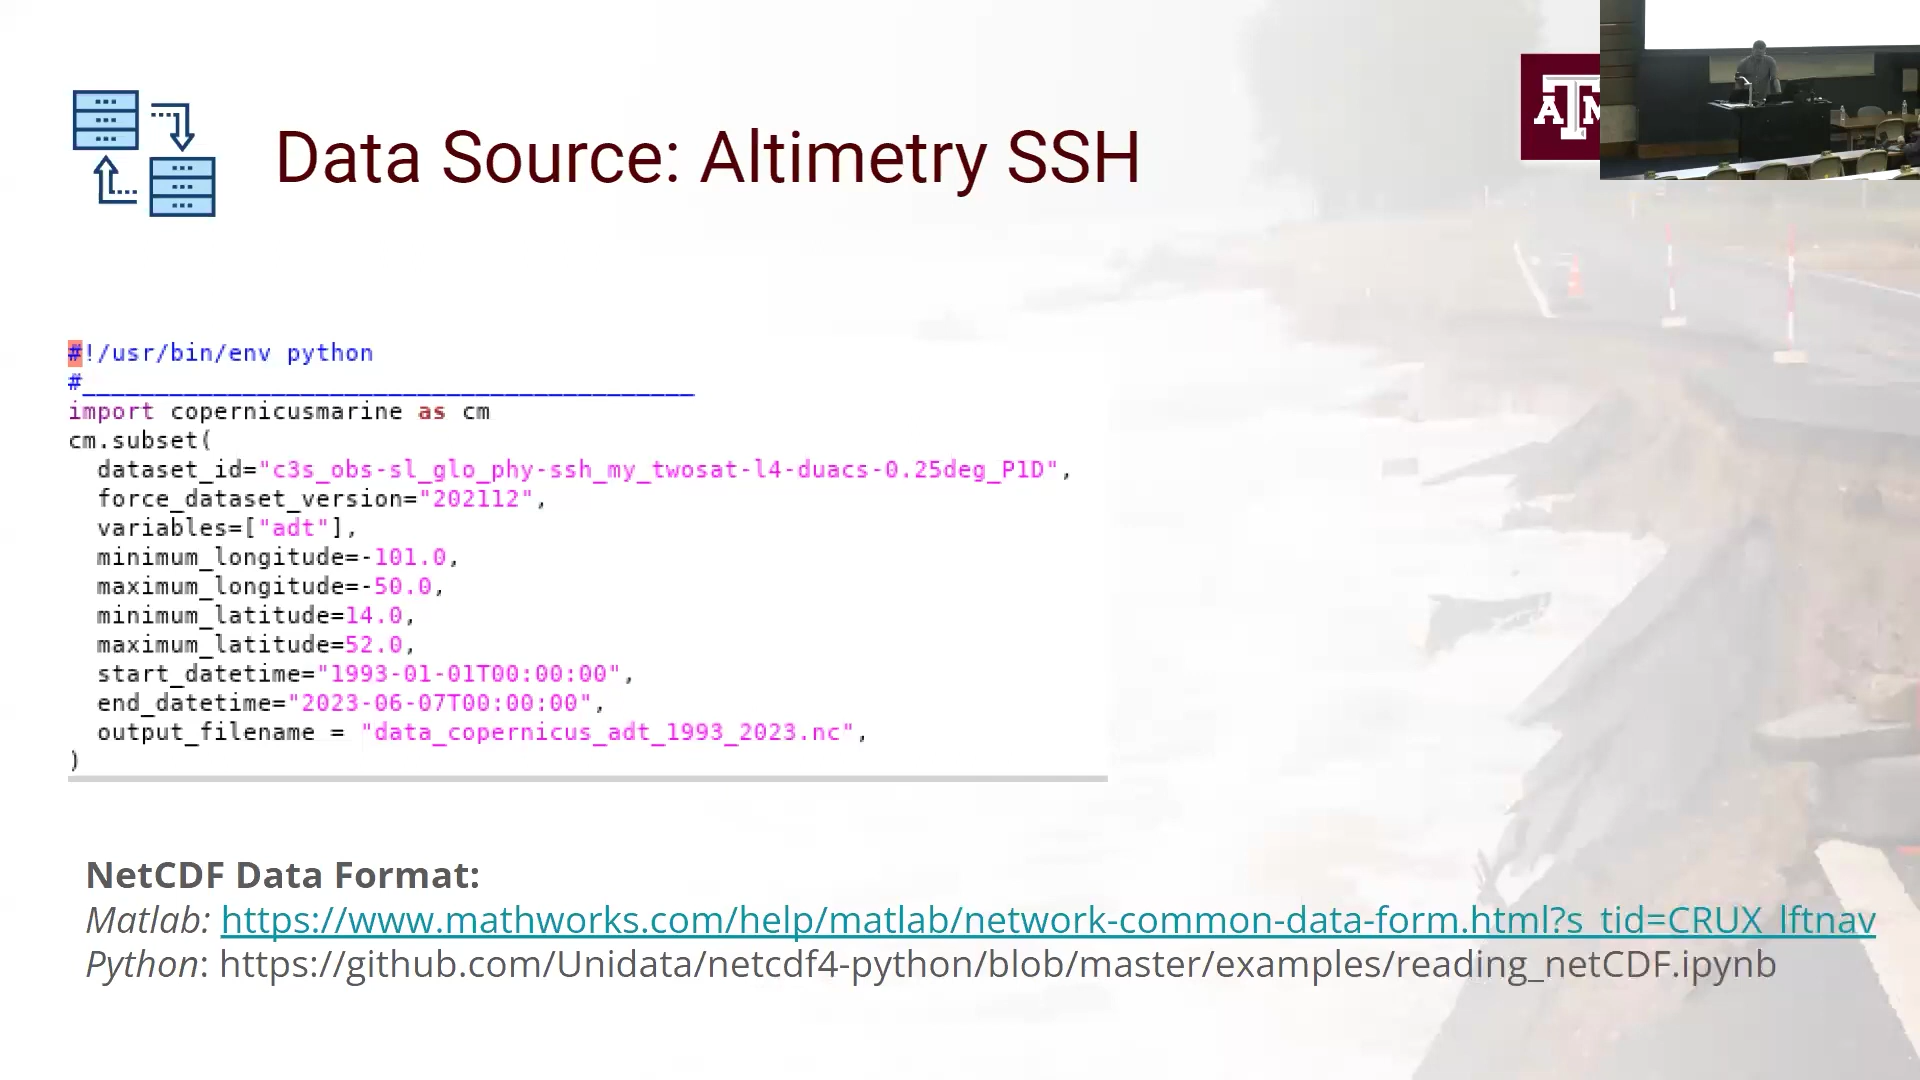 Data Source: Altimetry SSH
A T M
#!/usr/bin/env python
#
import copernicusmarine as cm
cm.subset(
dataset_id="c3s_obs-sl_glo_phy-ssh_my_twosat-l4-duacs-0.25deg_P1D",
force_dataset_version="202112",
variables=["adt"],
minimum_longitude=-101.0,
maximum_longitude=-50.0,
minimum_latitude=14.0,
maximum_latitude=52.0,
start_datetime="1993-01-01T00:00:00",
end_datetime="2023-06-07T00:00:00",
output_filename = "data_copernicus_adt_1993_2023.nc",
)
NetCDF Data Format:
Matlab: https://www.mathworks.com/help/matlab/network-common-data-form.html?s_tid=CRUX_lftnav
Python: https://github.com/Unidata/netcdf4-python/blob/master/examples/reading_netCDF.ipynb